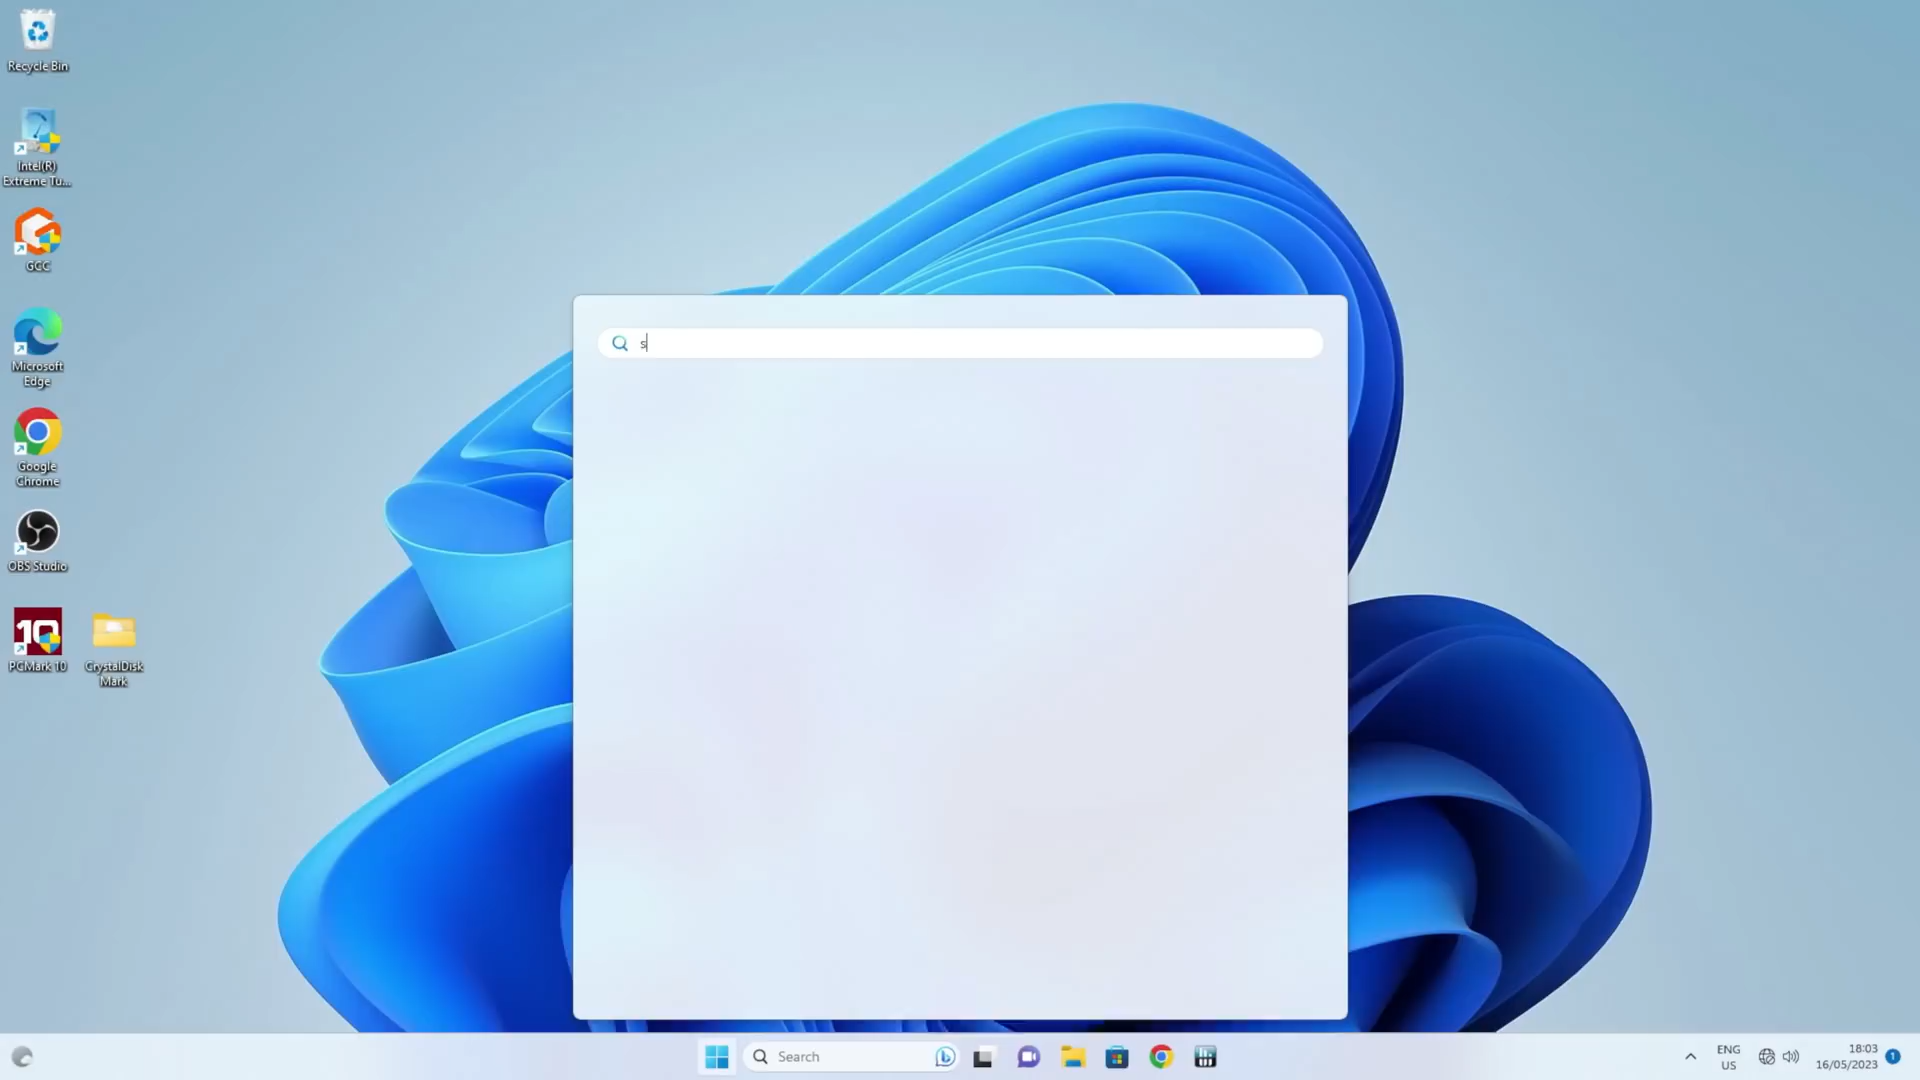 Recycle Bin
Intel(R)
Extreme Tu...
GCC
Microsoft
Edge
Google
Chrome
OBS Studio
10
PCMark 10
CrystalDisk
Mark
s
Search
ENG
US
18:03
16/05/2023
1